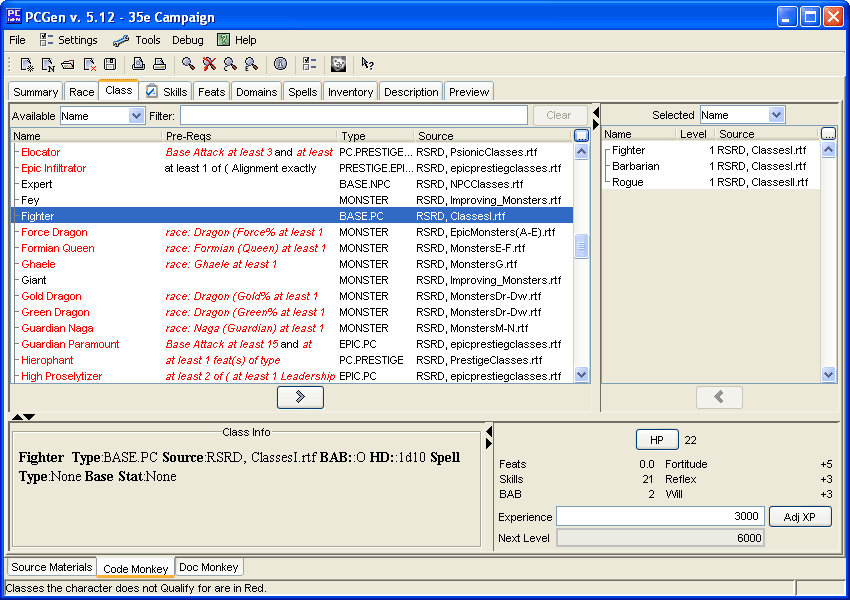 PCGen v. 5.12 - 35e Campaign
File Settings Tools Debug Help
Summary Race Class Skills Feats Domains Spells Inventory Description Preview
Available Name Filter: Clear
Name Pre-Reqs Type Source
Elocator Base Attack at least 3 and at least PC.PRESTIGE... RSRD, PsionicClasses.rtf
Epic Infiltrator at least 1 of ( Alignment exactly PRESTIGE.EPI... RSRD, epicprestiegclasses.rtf
Expert BASE.NPC RSRD, NPCClasses.rtf
Fey MONSTER RSRD, Improving_Monsters.rtf
Fighter BASE.PC RSRD, ClassesI.rtf
Force Dragon race: Dragon (Force% at least 1 MONSTER RSRD, EpicMonsters(A-E).rtf
Formian Queen race: Formian (Queen) at least 1 MONSTER RSRD, MonstersE-F.rtf
Ghaele race: Ghaele at least 1 MONSTER RSRD, MonstersG.rtf
Giant MONSTER RSRD, Improving_Monsters.rtf
Gold Dragon race: Dragon (Gold% at least 1 MONSTER RSRD, MonstersDr-Dw.rtf
Green Dragon race: Dragon (Green% at least 1 MONSTER RSRD, MonstersDr-Dw.rtf
Guardian Naga race: Naga (Guardian) at least 1 MONSTER RSRD, MonstersM-N.rtf
Guardian Paramount Base Attack at least 15 and at EPIC.PC RSRD, epicprestiegclasses.rtf
Hierophant at least 1 feat(s) of type PC.PRESTIGE RSRD, PrestigeClasses.rtf
High Proselytizer at least 2 of ( at least 1 Leadership EPIC.PC RSRD, epicprestiegclasses.rtf
Selected Name
Name Level Source
Fighter 1 RSRD, ClassesI.rtf
Barbarian 1 RSRD, ClassesI.rtf
Rogue 1 RSRD, ClassesII.rtf
Class Info
Fighter Type:BASE.PC Source:RSRD, ClassesI.rtf BAB::O HD::1d10 Spell
Type:None Base Stat:None
HP 22
Feats 0.0 Fortitude +5
Skills 21 Reflex +3
BAB 2 Will +3
Experience 3000 Adj XP
Next Level 6000
Source Materials Code Monkey Doc Monkey
Classes the character does not Qualify for are in Red.